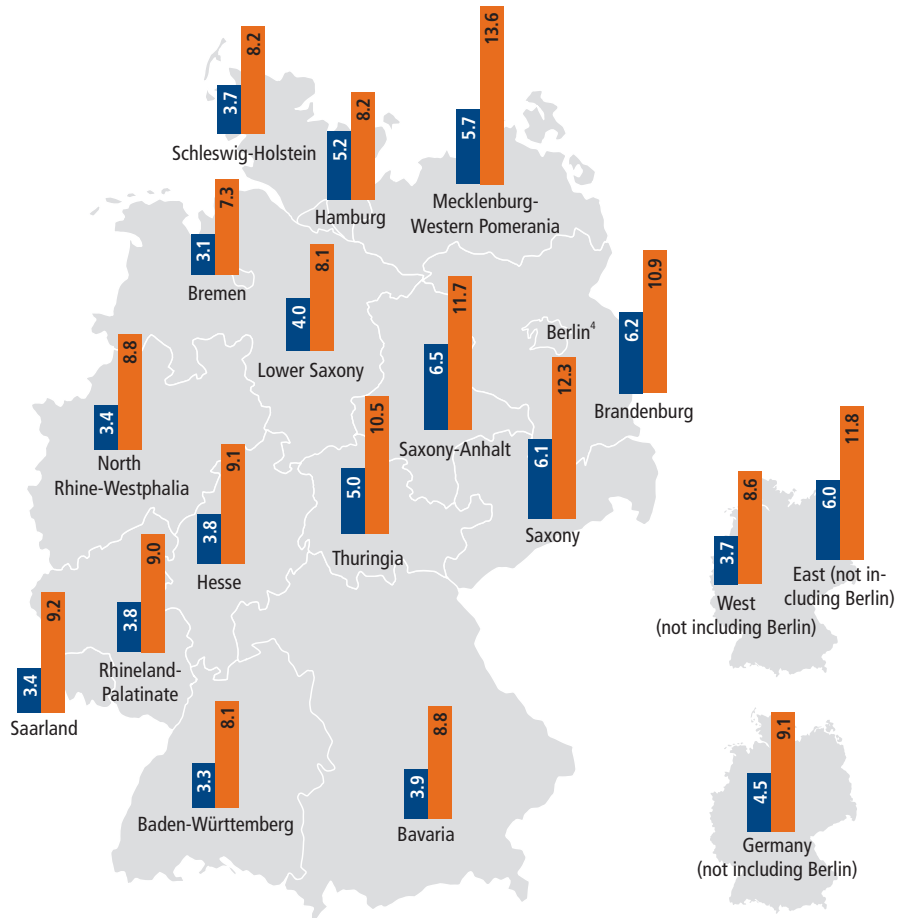 3.7
8.2
Schleswig-Holstein
5.2
8.2
Hamburg
5.7
13.6
Mecklenburg-
Western Pomerania
3.1
7.3
Bremen
4.0
8.1
Lower Saxony
6.5
11.7
Saxony-Anhalt
Berlin⁴
6.2
10.9
Brandenburg
3.4
8.8
North
Rhine-Westphalia
3.8
9.1
Hesse
5.0
10.5
Thuringia
6.1
12.3
Saxony
3.4
9.2
Saarland
3.8
9.0
Rhineland-
Palatinate
3.3
8.1
Baden-Württemberg
3.9
8.8
Bavaria
3.7
8.6
West
(not including Berlin)
6.0
11.8
East (not in-
cluding Berlin)
4.5
9.1
Germany
(not including Berlin)